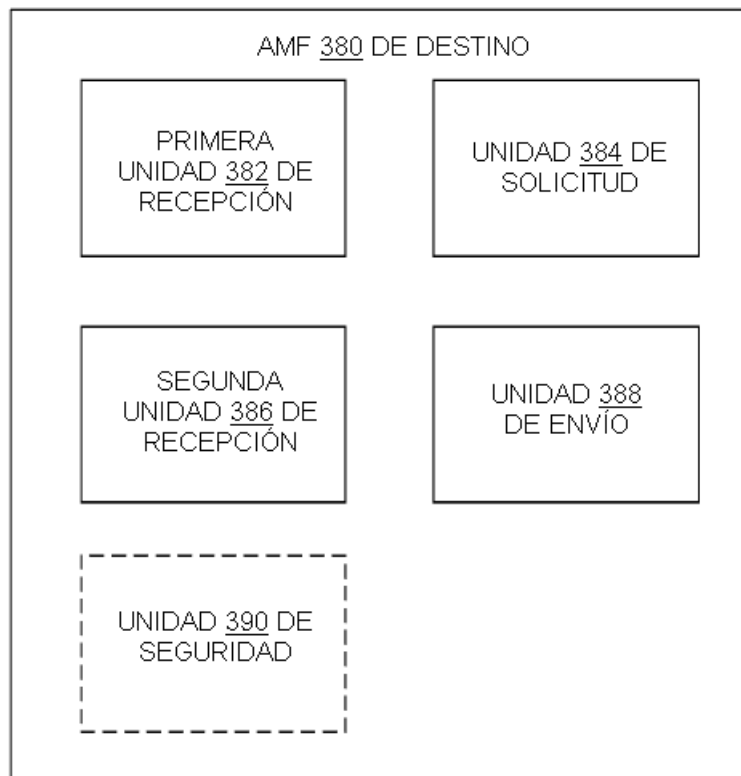 AMF 380 DE DESTINO
PRIMERA
UNIDAD 382 DE
RECEPCIÓN
UNIDAD 384 DE
SOLICITUD
SEGUNDA
UNIDAD 386 DE
RECEPCIÓN
UNIDAD 388
DE ENVÍO
UNIDAD 390 DE
SEGURIDAD